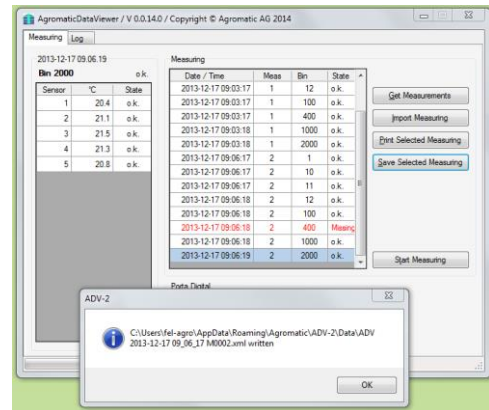 AgromaticDataViewer / V 0.0.14.0 / Copyright © Agromatic AG 2014
Measuring Log
2013-12-17 09.06.19
Bin 2000 o.k.
Sensor °C State
1 20.4 o.k.
2 21.1 o.k.
3 21.5 o.k.
4 21.3 o.k.
5 20.8 o.k.
Measuring
Date / Time Meas Bin State
2013-12-17 09:03:17 1 12 o.k.
2013-12-17 09:03:17 1 100 o.k.
2013-12-17 09:03:17 1 400 o.k.
2013-12-17 09:03:18 1 1000 o.k.
2013-12-17 09:03:18 1 2000 o.k.
2013-12-17 09:06:17 2 1 o.k.
2013-12-17 09:06:17 2 10 o.k.
2013-12-17 09:06:17 2 11 o.k.
2013-12-17 09:06:18 2 12 o.k.
2013-12-17 09:06:18 2 100 o.k.
2013-12-17 09:06:18 2 400 Missing
2013-12-17 09:06:18 2 1000 o.k.
2013-12-17 09:06:19 2 2000 o.k.
Get Measurements
Import Measuring
Print Selected Measuring
Save Selected Measuring
Start Measuring
Porta Digital
ADV-2
C:\Users\fel-agro\AppData\Roaming\Agromatic\ADV-2\Data\ADV
2013-12-17 09_06_17 M0002.xml written
OK